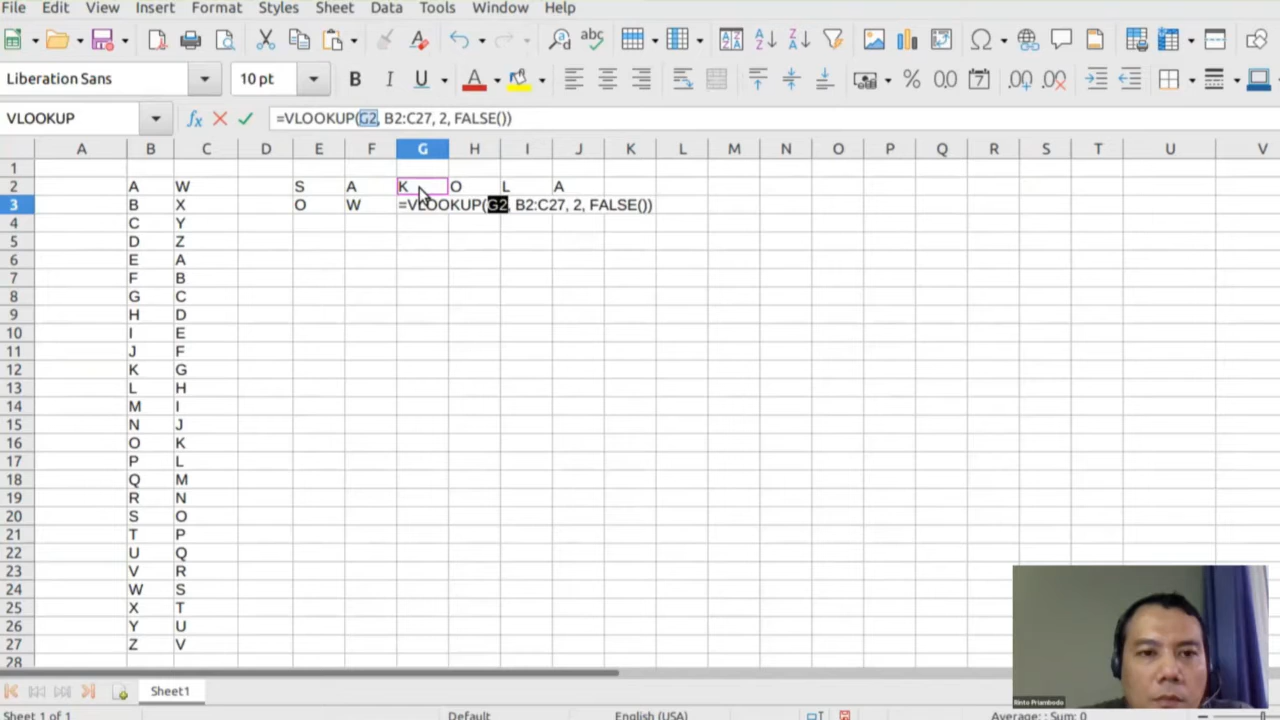 File Edit View Insert Format Styles Sheet Data Tools Window Help
Liberation Sans 10 pt
VLOOKUP =VLOOKUP(G2, B2:C27, 2, FALSE())
A B C D E F G H I J K L M N O P Q R S T U V
1
2 A W S A K O L A
3 B X O W =VLOOKUP(G2, B2:C27, 2, FALSE())
4 C Y
5 D Z
6 E A
7 F B
8 G C
9 H D
10 I E
11 J F
12 K G
13 L H
14 M I
15 N J
16 O K
17 P L
18 Q M
19 R N
20 S O
21 T P
22 U Q
23 V R
24 W S
25 X T
26 Y U
27 Z V
28
Rinto Priambodo
Sheet1
Sheet 1 of 1 Default English (USA) Average: ; Sum: 0